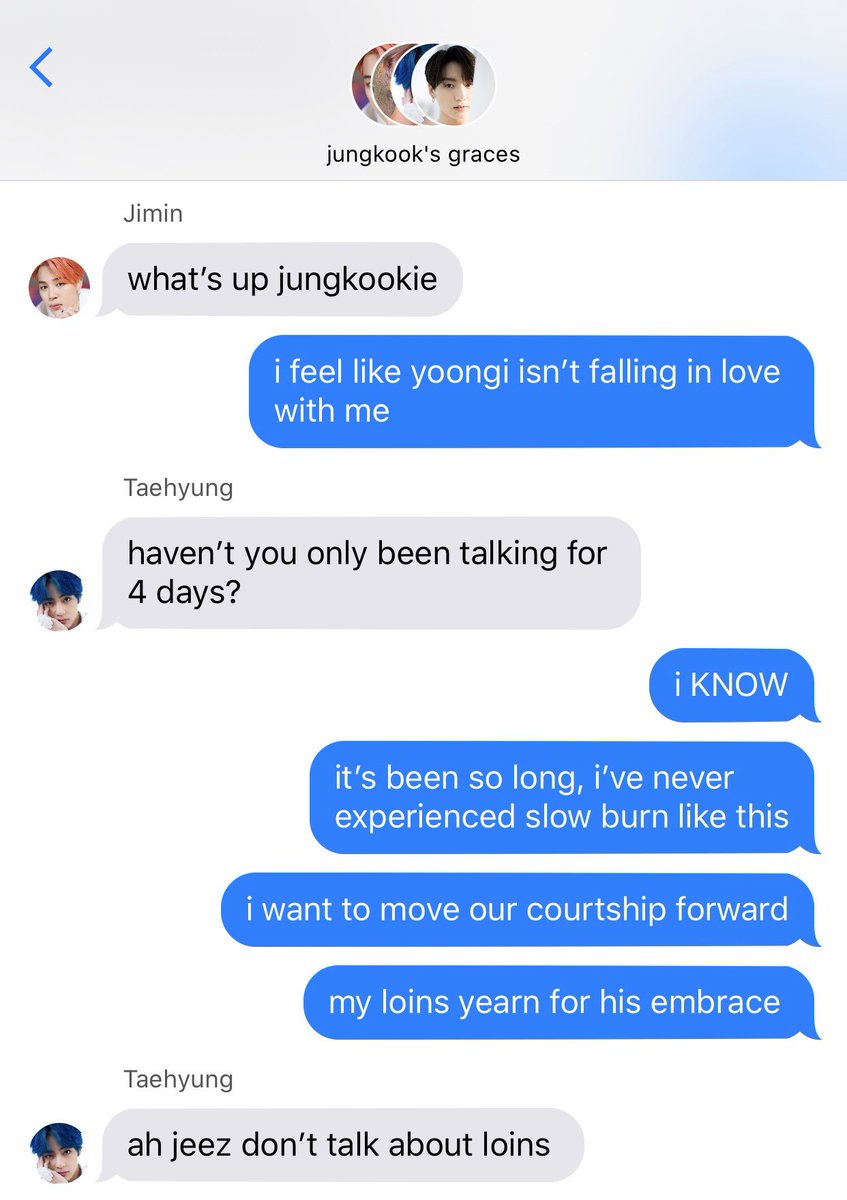 jungkook's graces
Jimin
what’s up jungkookie
i feel like yoongi isn’t falling in love
with me
Taehyung
haven’t you only been talking for
4 days?
i KNOW
it’s been so long, i’ve never
experienced slow burn like this
i want to move our courtship forward
my loins yearn for his embrace
Taehyung
ah jeez don’t talk about loins